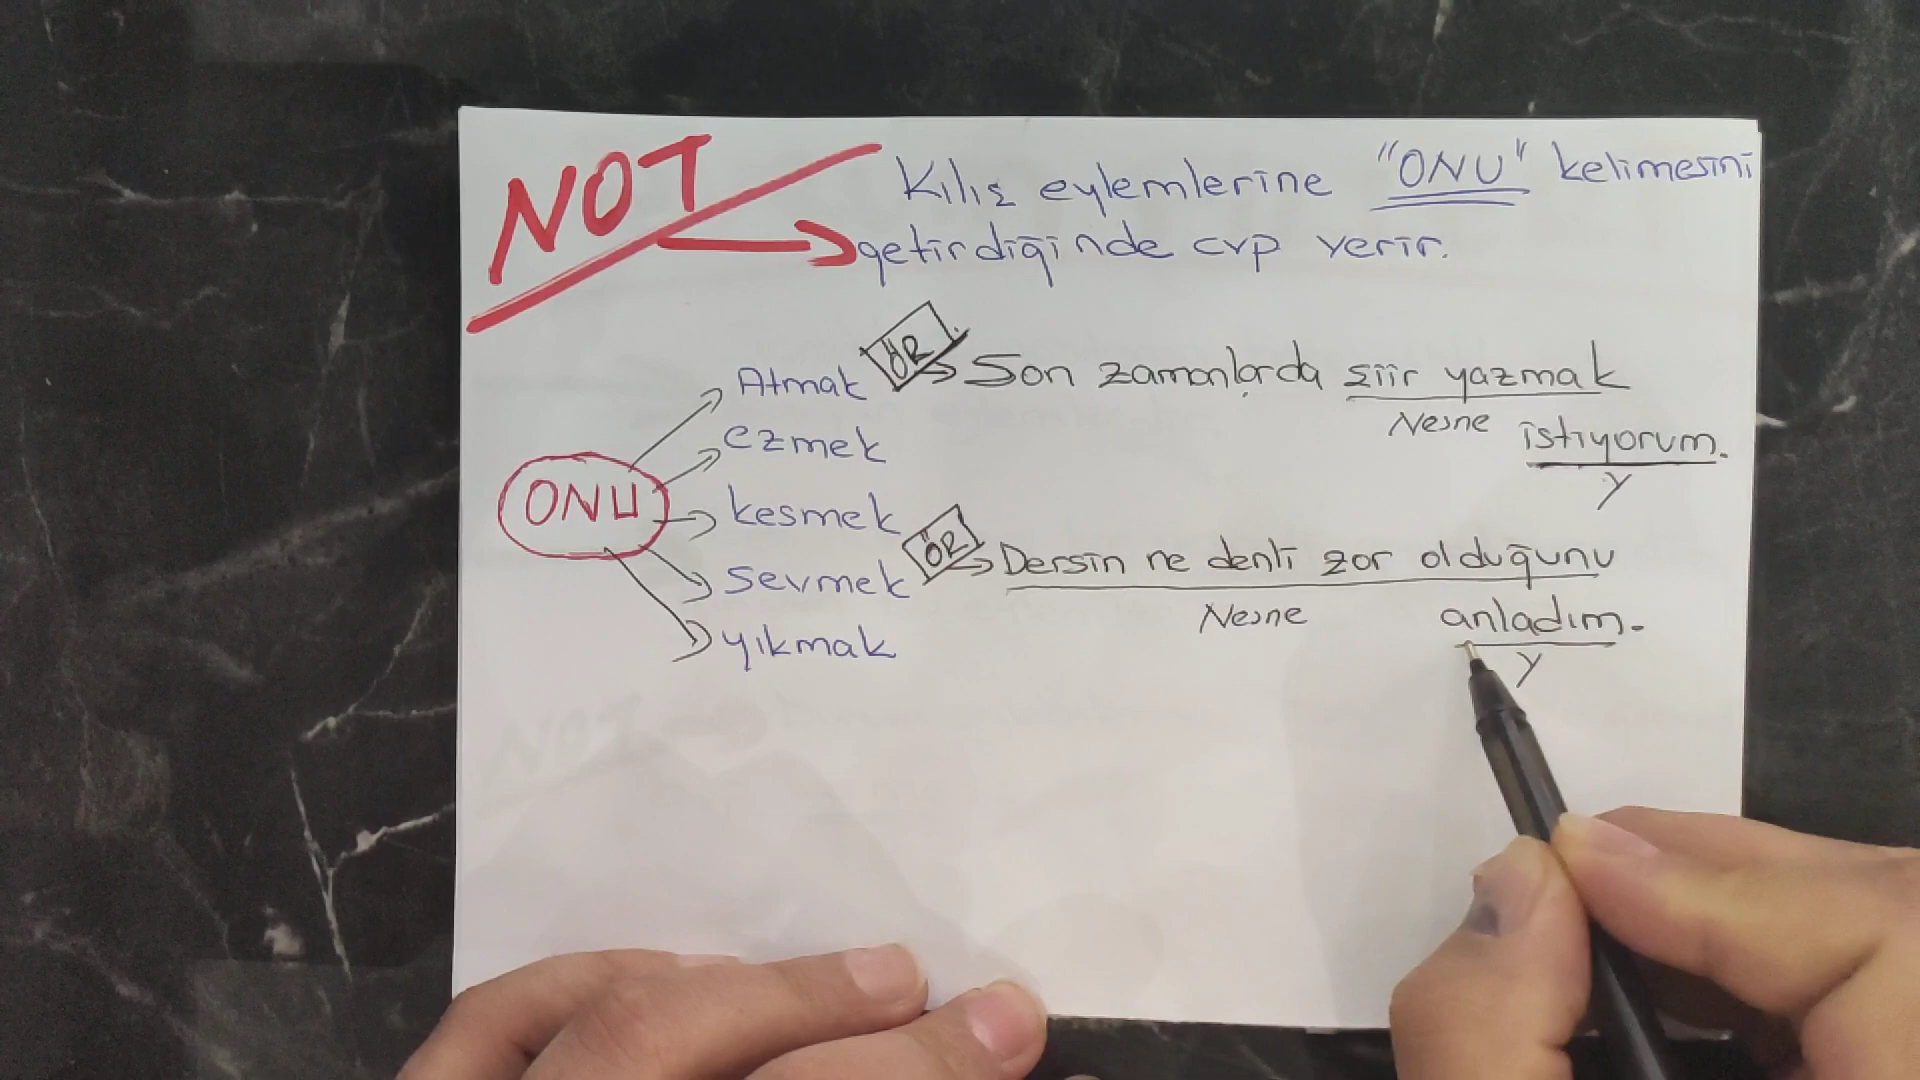 NOT
Kılış eylemlerine "ONU" kelimesini
getirdiğinde cvp verir.
ONU
Atmak
ezmek
kesmek
sevmek
yıkmak
ÖR
Son zamanlarda şiir yazmak
Nesne
istiyorum.
Y
ÖR
Dersin ne denli zor olduğunu
Nesne
anladım.
Y